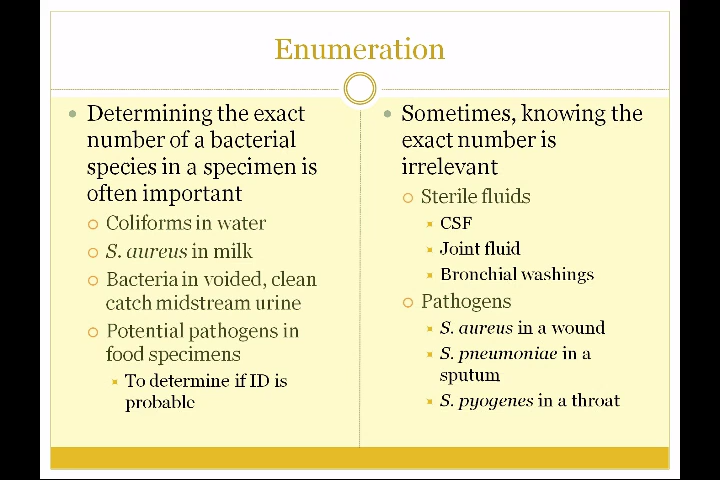 Enumeration
Determining the exact
number of a bacterial
species in a specimen is
often important
Coliforms in water
S. aureus in milk
Bacteria in voided, clean
catch midstream urine
Potential pathogens in
food specimens
To determine if ID is
probable
Sometimes, knowing the
exact number is
irrelevant
Sterile fluids
CSF
Joint fluid
Bronchial washings
Pathogens
S. aureus in a wound
S. pneumoniae in a
sputum
S. pyogenes in a throat